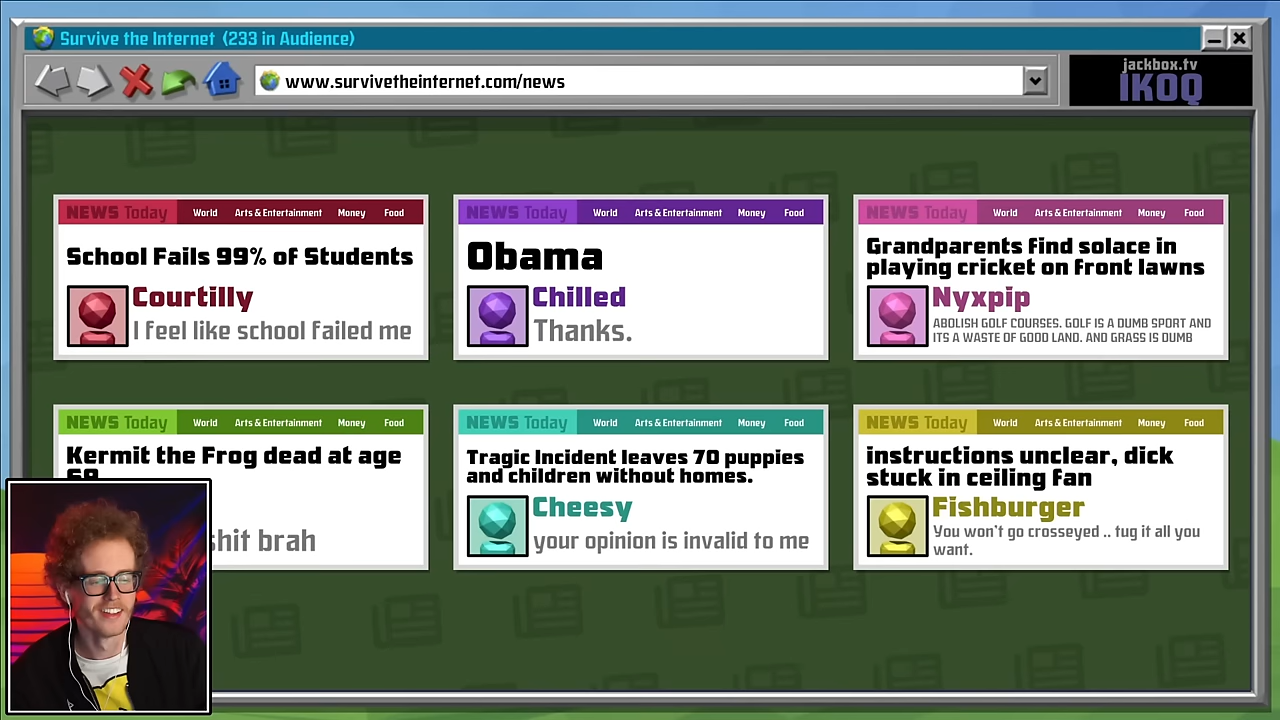 Survive the Internet (233 in Audience)
www.survivetheinternet.com/news
jackbox.tv
IKOQ
NEWS Today World Arts & Entertainment Money Food
School Fails 99% of Students
Courtilly
I feel like school failed me
NEWS Today World Arts & Entertainment Money Food
Obama
Chilled
Thanks.
NEWS Today World Arts & Entertainment Money Food
Grandparents find solace in
playing cricket on front lawns
Nyxpip
ABOLISH GOLF COURSES. GOLF IS A DUMB SPORT AND
ITS A WASTE OF GOOD LAND. AND GRASS IS DUMB
NEWS Today World Arts & Entertainment Money Food
Kermit the Frog dead at age
shit brah
NEWS Today World Arts & Entertainment Money Food
Tragic Incident leaves 70 puppies
and children without homes.
Cheesy
your opinion is invalid to me
NEWS Today World Arts & Entertainment Money Food
instructions unclear, dick
stuck in ceiling fan
Fishburger
You won't go crosseyed .. tug it all you
want.